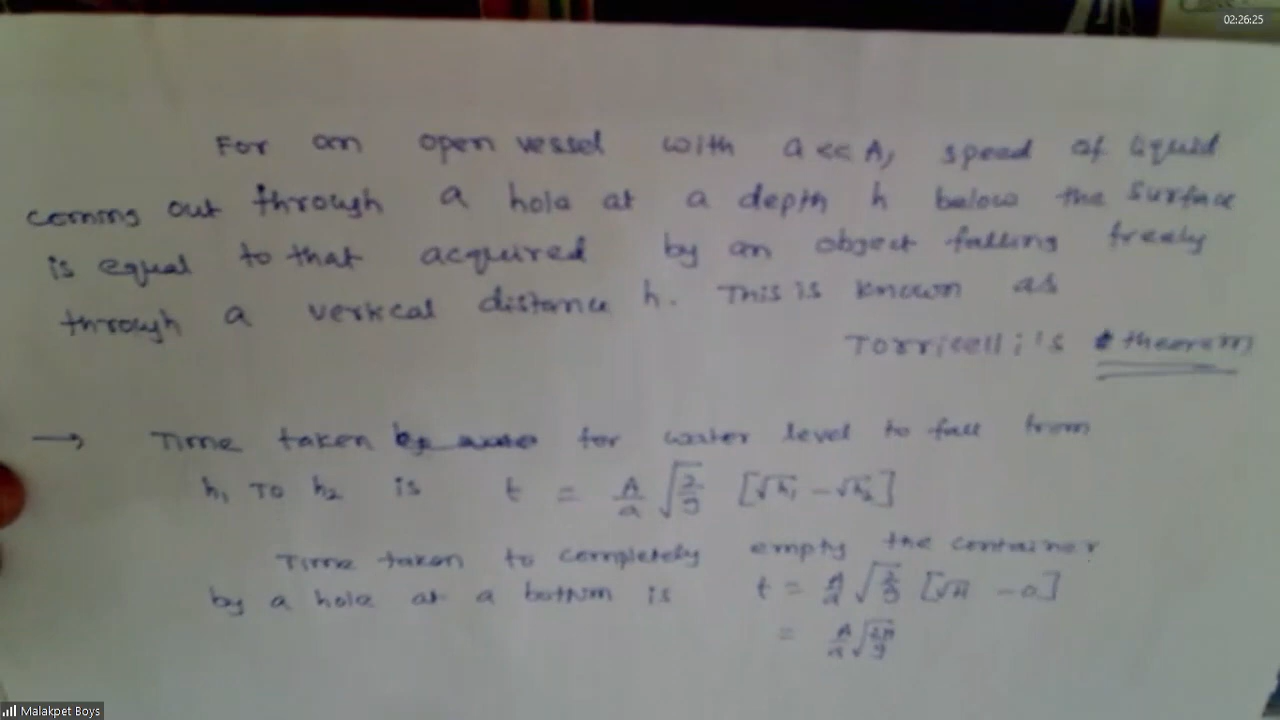 02:26:25
For an open vessel with a << A, speed of liquid
coming out through a hole at a depth h below the surface
is equal to that acquired by an object falling freely
through a vertical distance h. This is known as
Torricelli's theorem
→ Time taken for water level to fall from
h₁ To h₂ is t = A/a √(2/g) [√h₁ - √h₂]
Time taken to completely empty the container
by a hole at a bottom is t = A/a √(2/g) [√H - 0]
= A/a √(2H/g)
Malakpet Boys